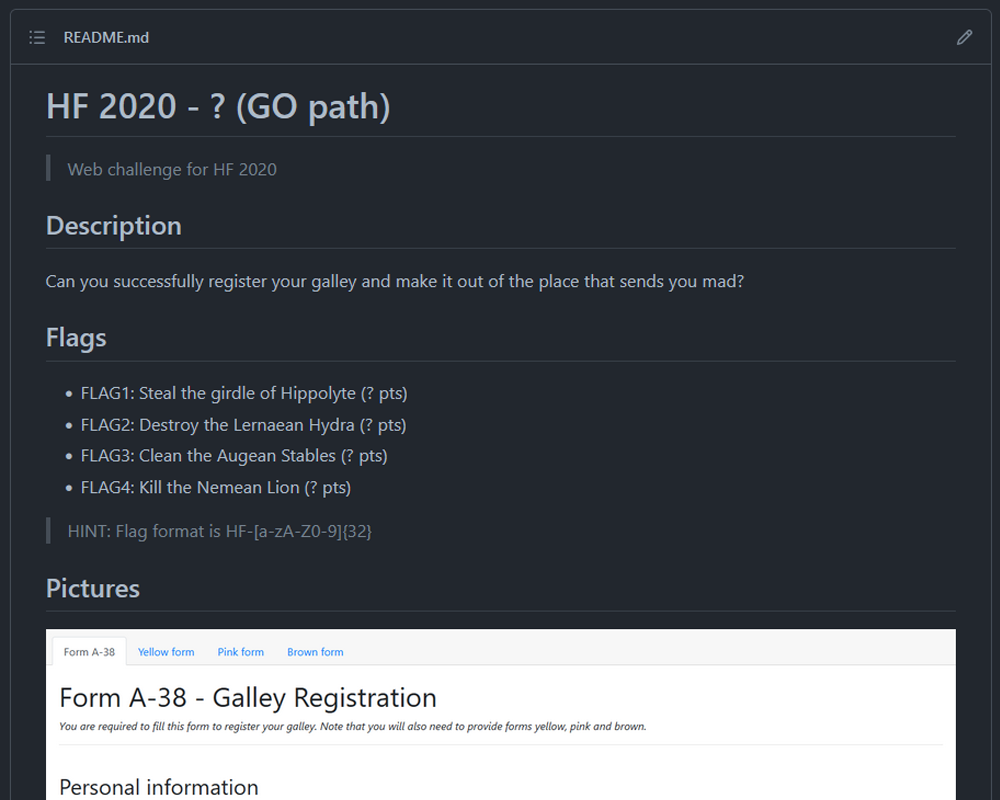 README.md
HF 2020 - ? (GO path)
Web challenge for HF 2020
Description
Can you successfully register your galley and make it out of the place that sends you mad?
Flags
FLAG1: Steal the girdle of Hippolyte (? pts)
FLAG2: Destroy the Lernaean Hydra (? pts)
FLAG3: Clean the Augean Stables (? pts)
FLAG4: Kill the Nemean Lion (? pts)
HINT: Flag format is HF-[a-zA-Z0-9]{32}
Pictures
Form A-38 Yellow form Pink form Brown form
Form A-38 - Galley Registration
You are required to fill this form to register your galley. Note that you will also need to provide forms yellow, pink and brown.
Personal information